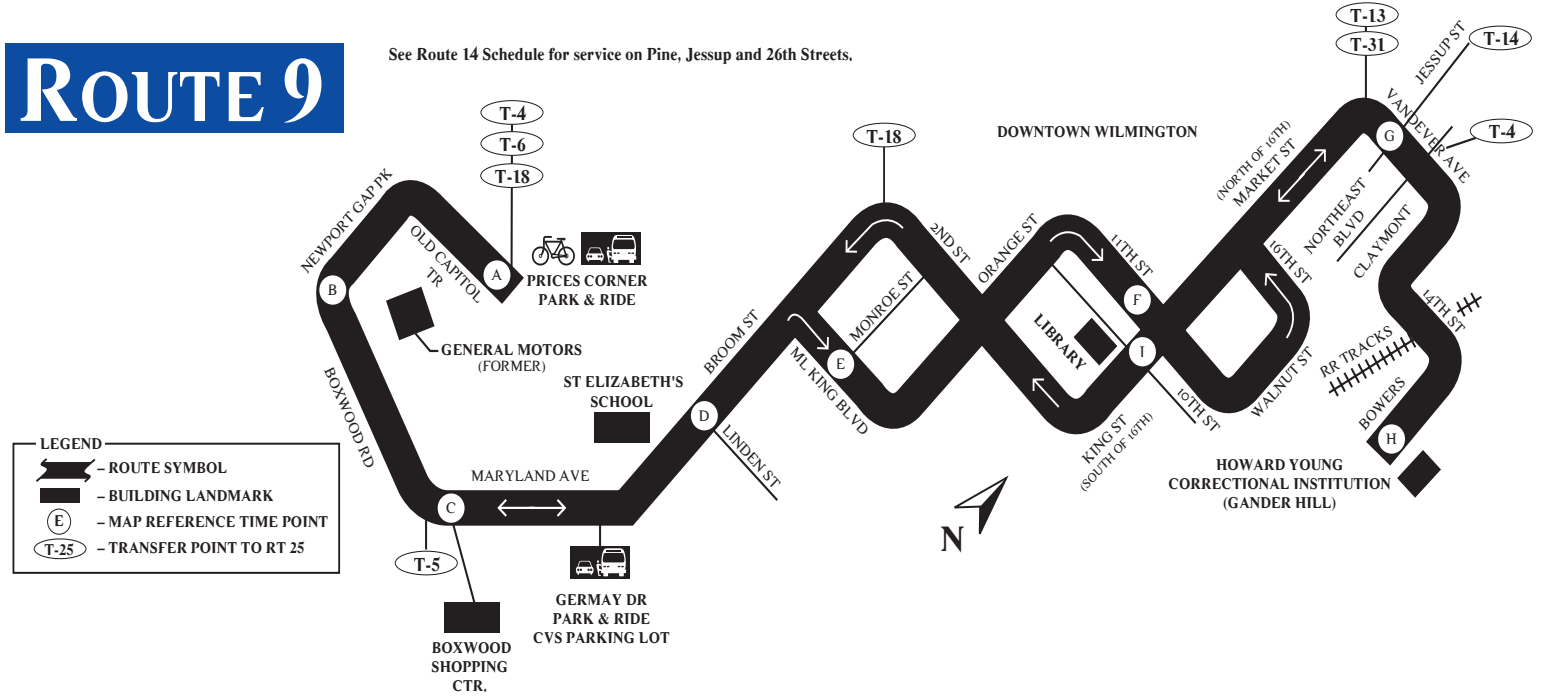 ROUTE 9
See Route 14 Schedule for service on Pine, Jessup and 26th Streets.
T-4
T-6
T-18
NEWPORT GAP PK
OLD CAPITOL
TR
A
PRICES CORNER
PARK & RIDE
B
GENERAL MOTORS
(FORMER)
BOXWOOD RD
ST ELIZABETH'S
SCHOOL
MARYLAND AVE
C
T-5
BOXWOOD
SHOPPING
CTR.
GERMAY DR
PARK & RIDE
CVS PARKING LOT
D
LINDEN ST
BROOM ST
T-18
2ND ST
MONROE ST
E
ML KING BLVD
ORANGE ST
11TH ST
F
LIBRARY
I
10TH ST
KING ST
(SOUTH OF 16TH)
DOWNTOWN WILMINGTON
(NORTH OF 16TH)
MARKET ST
16TH ST
WALNUT ST
T-13
T-31
JESSUP ST
T-14
VANDEVER AVE
G
T-4
NORTHEAST
BLVD
CLAYMONT
14TH ST
RR TRACKS
BOWERS
H
HOWARD YOUNG
CORRECTIONAL INSTITUTION
(GANDER HILL)
N
LEGEND
– ROUTE SYMBOL
– BUILDING LANDMARK
E – MAP REFERENCE TIME POINT
T-25 – TRANSFER POINT TO RT 25